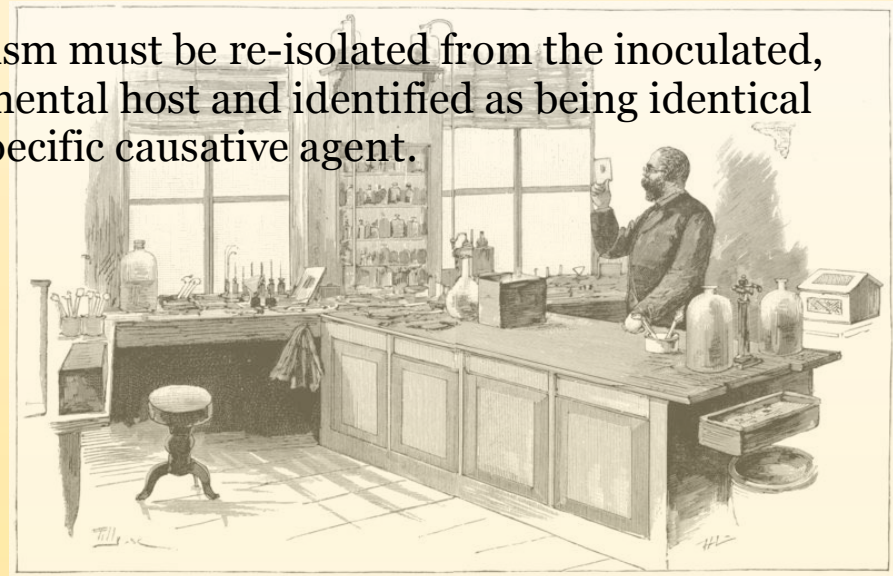 ism must be re-isolated from the inoculated,
mental host and identified as being identical
pecific causative agent.